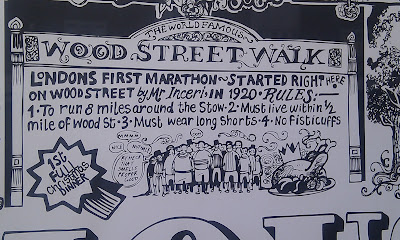 THE WORLD FAMOUS
WOOD STREET WALK
LONDONS FIRST MARATHON~STARTED RIGHT HERE
ON WOOD STREET by Mr Inceri·IN 1920·RULES:—
1·To run 8 miles around the Stow·2·Must live within ½
mile of Wood St·3·Must wear long shorts·4·No Fisticuffs
MMMM
NICE
1ST
FULL
DINNER